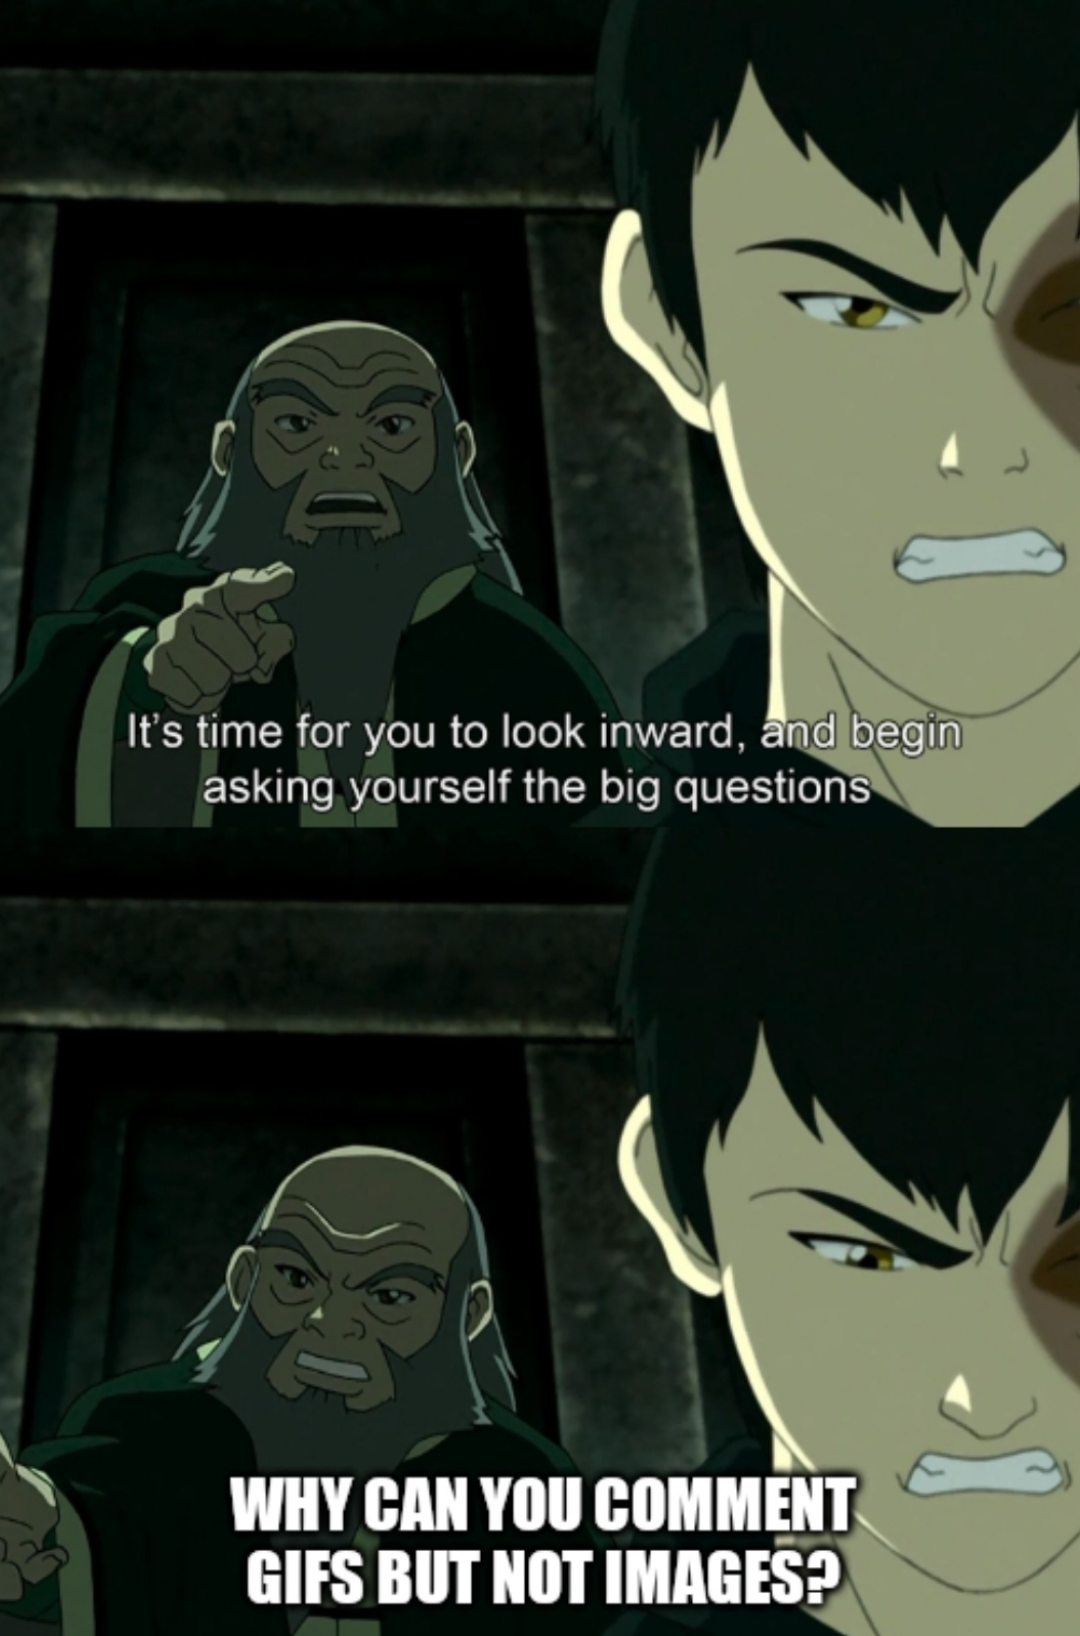 It's time for you to look inward, and begin
asking yourself the big questions
WHY CAN YOU COMMENT
GIFS BUT NOT IMAGES?